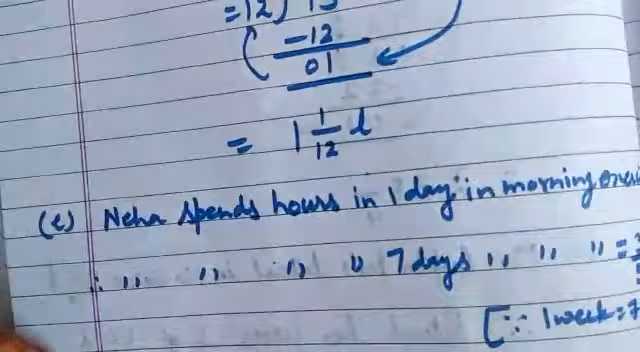 =12) 13
-12
01
= 1 1/12 l
(e) Neha spends hours in 1 day in morning
∴ ,, ,, ,, ,, 7 days ,, ,, ,, =
[∵ 1 week = 7